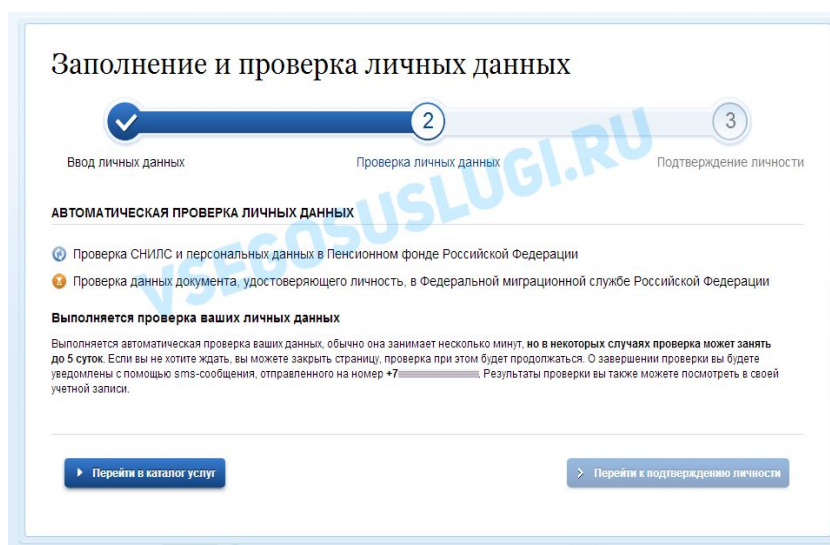 Заполнение и проверка личных данных
2
3
Ввод личных данных
Проверка личных данных
Подтверждение личности
VSEGOSUSLUGI.RU
АВТОМАТИЧЕСКАЯ ПРОВЕРКА ЛИЧНЫХ ДАННЫХ
Проверка СНИЛС и персональных данных в Пенсионном фонде Российской Федерации
Проверка данных документа, удостоверяющего личность, в Федеральной миграционной службе Российской Федерации
Выполняется проверка ваших личных данных
Выполняется автоматическая проверка ваших данных, обычно она занимает несколько минут, но в некоторых случаях проверка может занять
до 5 суток. Если вы не хотите ждать, вы можете закрыть страницу, проверка при этом будет продолжаться. О завершении проверки вы будете
уведомлены с помощью sms-сообщения, отправленного на номер +7 . Результаты проверки вы также можете посмотреть в своей
учетной записи.
Перейти в каталог услуг
Перейти к подтверждению личности